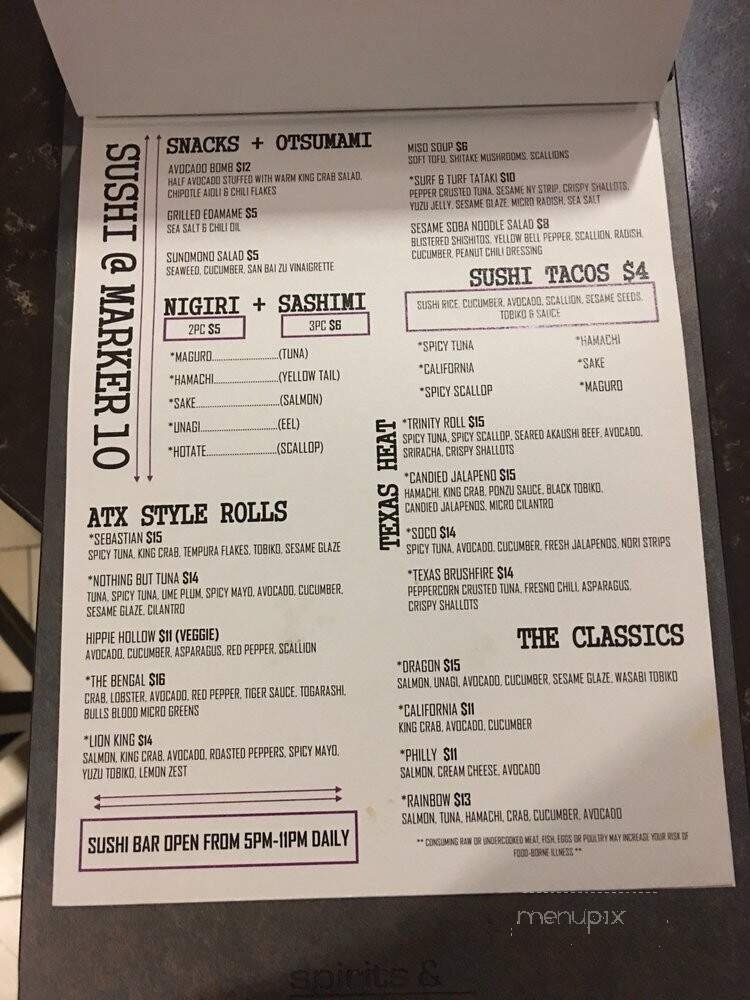 SUSHI @ MARKER 10
SNACKS + OTSUMAMI
AVOCADO BOMB $12
HALF AVOCADO STUFFED WITH WARM KING CRAB SALAD,
CHIPOTLE AIOLI & CHILI FLAKES
GRILLED EDAMAME $5
SEA SALT & CHILI OIL
SUNOMONO SALAD $5
SEAWEED, CUCUMBER, SAN BAI ZU VINAIGRETTE
MISO SOUP $6
SOFT TOFU, SHITAKE MUSHROOMS, SCALLIONS
*SURF & TURF TATAKI $10
PEPPER CRUSTED TUNA, SESAME NY STRIP, CRISPY SHALLOTS,
YUZU JELLY, SESAME GLAZE, MICRO RADISH, SEA SALT
SESAME SOBA NOODLE SALAD $8
BLISTERED SHISHITOS, YELLOW BELL PEPPER, SCALLION, RADISH,
CUCUMBER, PEANUT CHILI DRESSING
NIGIRI + SASHIMI
2PC $5
3PC $6
*MAGURO..........................(TUNA)
*HAMACHI.........................(YELLOW TAIL)
*SAKE.................................(SALMON)
*UNAGI..............................(EEL)
*HOTATE............................(SCALLOP)
SUSHI TACOS $4
SUSHI RICE, CUCUMBER, AVOCADO, SCALLION, SESAME SEEDS,
TOBIKO & SAUCE
*SPICY TUNA
*HAMACHI
*CALIFORNIA
*SAKE
*SPICY SCALLOP
*MAGURO
ATX STYLE ROLLS
*SEBASTIAN $15
SPICY TUNA, KING CRAB, TEMPURA FLAKES, TOBIKO, SESAME GLAZE
*NOTHING BUT TUNA $14
TUNA, SPICY TUNA, UME PLUM, SPICY MAYO, AVOCADO, CUCUMBER,
SESAME GLAZE, CILANTRO
HIPPIE HOLLOW $11 (VEGGIE)
AVOCADO, CUCUMBER, ASPARAGUS, RED PEPPER, SCALLION
*THE BENGAL $16
CRAB, LOBSTER, AVOCADO, RED PEPPER, TIGER SAUCE, TOGARASHI,
BULLS BLOOD MICRO GREENS
*LION KING $14
SALMON, KING CRAB, AVOCADO, ROASTED PEPPERS, SPICY MAYO,
YUZU TOBIKO, LEMON ZEST
SUSHI BAR OPEN FROM 5PM-11PM DAILY
TEXAS HEAT
*TRINITY ROLL $15
SPICY TUNA, SPICY SCALLOP, SEARED AKAUSHI BEEF, AVOCADO,
SRIRACHA, CRISPY SHALLOTS
*CANDIED JALAPENO $15
HAMACHI, KING CRAB, PONZU SAUCE, BLACK TOBIKO,
CANDIED JALAPENOS, MICRO CILANTRO
*SOCO $14
SPICY TUNA, AVOCADO, CUCUMBER, FRESH JALAPENOS, NORI STRIPS
*TEXAS BRUSHFIRE $14
PEPPERCORN CRUSTED TUNA, FRESNO CHILI, ASPARAGUS,
CRISPY SHALLOTS
THE CLASSICS
*DRAGON $15
SALMON, UNAGI, AVOCADO, CUCUMBER, SESAME GLAZE, WASABI TOBIKO
*CALIFORNIA $11
KING CRAB, AVOCADO, CUCUMBER
*PHILLY $11
SALMON, CREAM CHEESE, AVOCADO
*RAINBOW $13
SALMON, TUNA, HAMACHI, CRAB, CUCUMBER, AVOCADO
** CONSUMING RAW OR UNDERCOOKED MEAT, FISH, EGGS OR POULTRY MAY INCREASE YOUR RISK OF
FOOD-BORNE ILLNESS **
menupix
spirits &